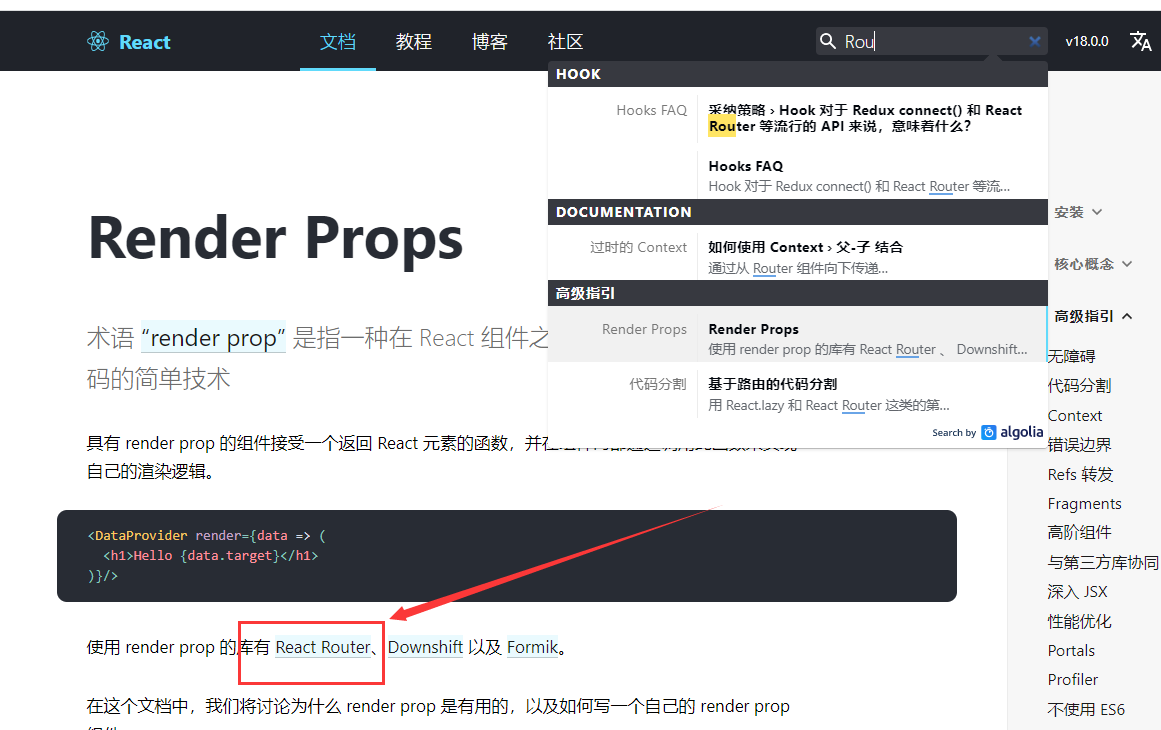 React
文档 教程 博客 社区
Rou
v18.0.0
HOOK
Hooks FAQ
采纳策略 › Hook 对于 Redux connect() 和 React
Router 等流行的 API 来说，意味着什么？
Hooks FAQ
Hook 对于 Redux connect() 和 React Router 等流...
DOCUMENTATION
过时的 Context
如何使用 Context › 父-子 结合
通过从 Router 组件向下传递...
高级指引
Render Props
Render Props
使用 render prop 的库有 React Router 、 Downshift...
代码分割
基于路由的代码分割
用 React.lazy 和 React Router 这类的第...
Search by algolia
Render Props
术语 “render prop” 是指一种在 React 组件之
码的简单技术
具有 render prop 的组件接受一个返回 React 元素的函数，并在
自己的渲染逻辑。
<DataProvider render={data => (
<h1>Hello {data.target}</h1>
)}/>
使用 render prop 的库有 React Router、Downshift 以及 Formik。
在这个文档中，我们将讨论为什么 render prop 是有用的，以及如何写一个自己的 render prop
安装
核心概念
高级指引
无障碍
代码分割
Context
错误边界
Refs 转发
Fragments
高阶组件
与第三方库协同
深入 JSX
性能优化
Portals
Profiler
不使用 ES6